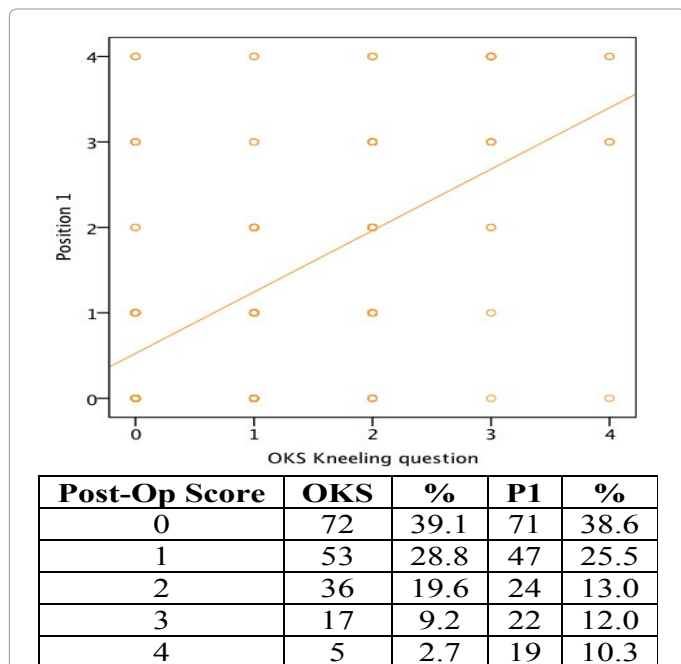 4
3
2
1
0
Position 1
0 1 2 3 4
OKS Kneeling question
Post-Op Score OKS % P1 %
0 72 39.1 71 38.6
1 53 28.8 47 25.5
2 36 19.6 24 13.0
3 17 9.2 22 12.0
4 5 2.7 19 10.3